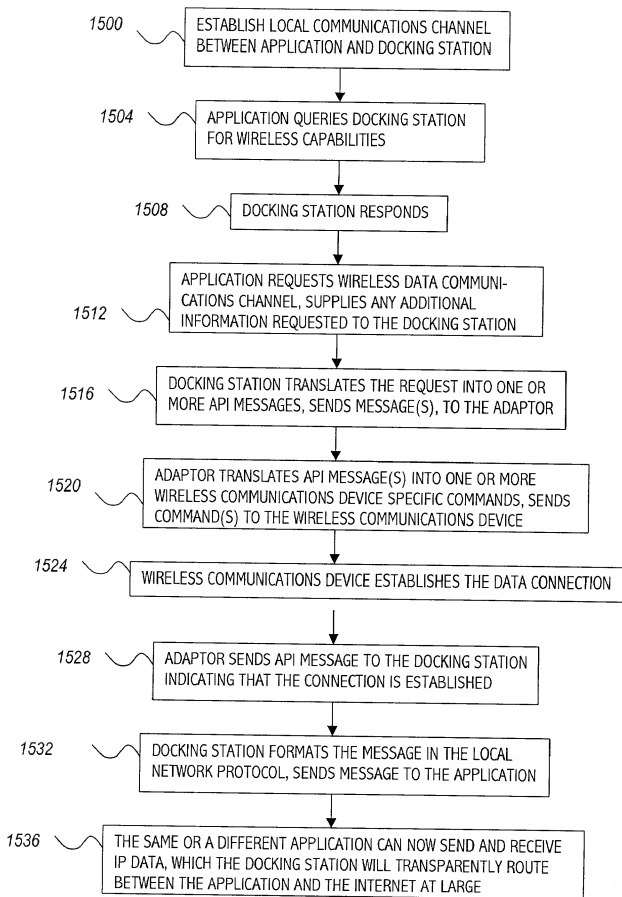 1500
ESTABLISH LOCAL COMMUNICATIONS CHANNEL
BETWEEN APPLICATION AND DOCKING STATION
1504
APPLICATION QUERIES DOCKING STATION
FOR WIRELESS CAPABILITIES
1508
DOCKING STATION RESPONDS
1512
APPLICATION REQUESTS WIRELESS DATA COMMUNI-
CATIONS CHANNEL, SUPPLIES ANY ADDITIONAL
INFORMATION REQUESTED TO THE DOCKING STATION
1516
DOCKING STATION TRANSLATES THE REQUEST INTO ONE OR
MORE API MESSAGES, SENDS MESSAGE(S), TO THE ADAPTOR
1520
ADAPTOR TRANSLATES API MESSAGE(S) INTO ONE OR MORE
WIRELESS COMMUNICATIONS DEVICE SPECIFIC COMMANDS, SENDS
COMMAND(S) TO THE WIRELESS COMMUNICATIONS DEVICE
1524
WIRELESS COMMUNICATIONS DEVICE ESTABLISHES THE DATA CONNECTION
1528
ADAPTOR SENDS API MESSAGE TO THE DOCKING STATION
INDICATING THAT THE CONNECTION IS ESTABLISHED
1532
DOCKING STATION FORMATS THE MESSAGE IN THE LOCAL
NETWORK PROTOCOL, SENDS MESSAGE TO THE APPLICATION
1536
THE SAME OR A DIFFERENT APPLICATION CAN NOW SEND AND RECEIVE
IP DATA, WHICH THE DOCKING STATION WILL TRANSPARENTLY ROUTE
BETWEEN THE APPLICATION AND THE INTERNET AT LARGE